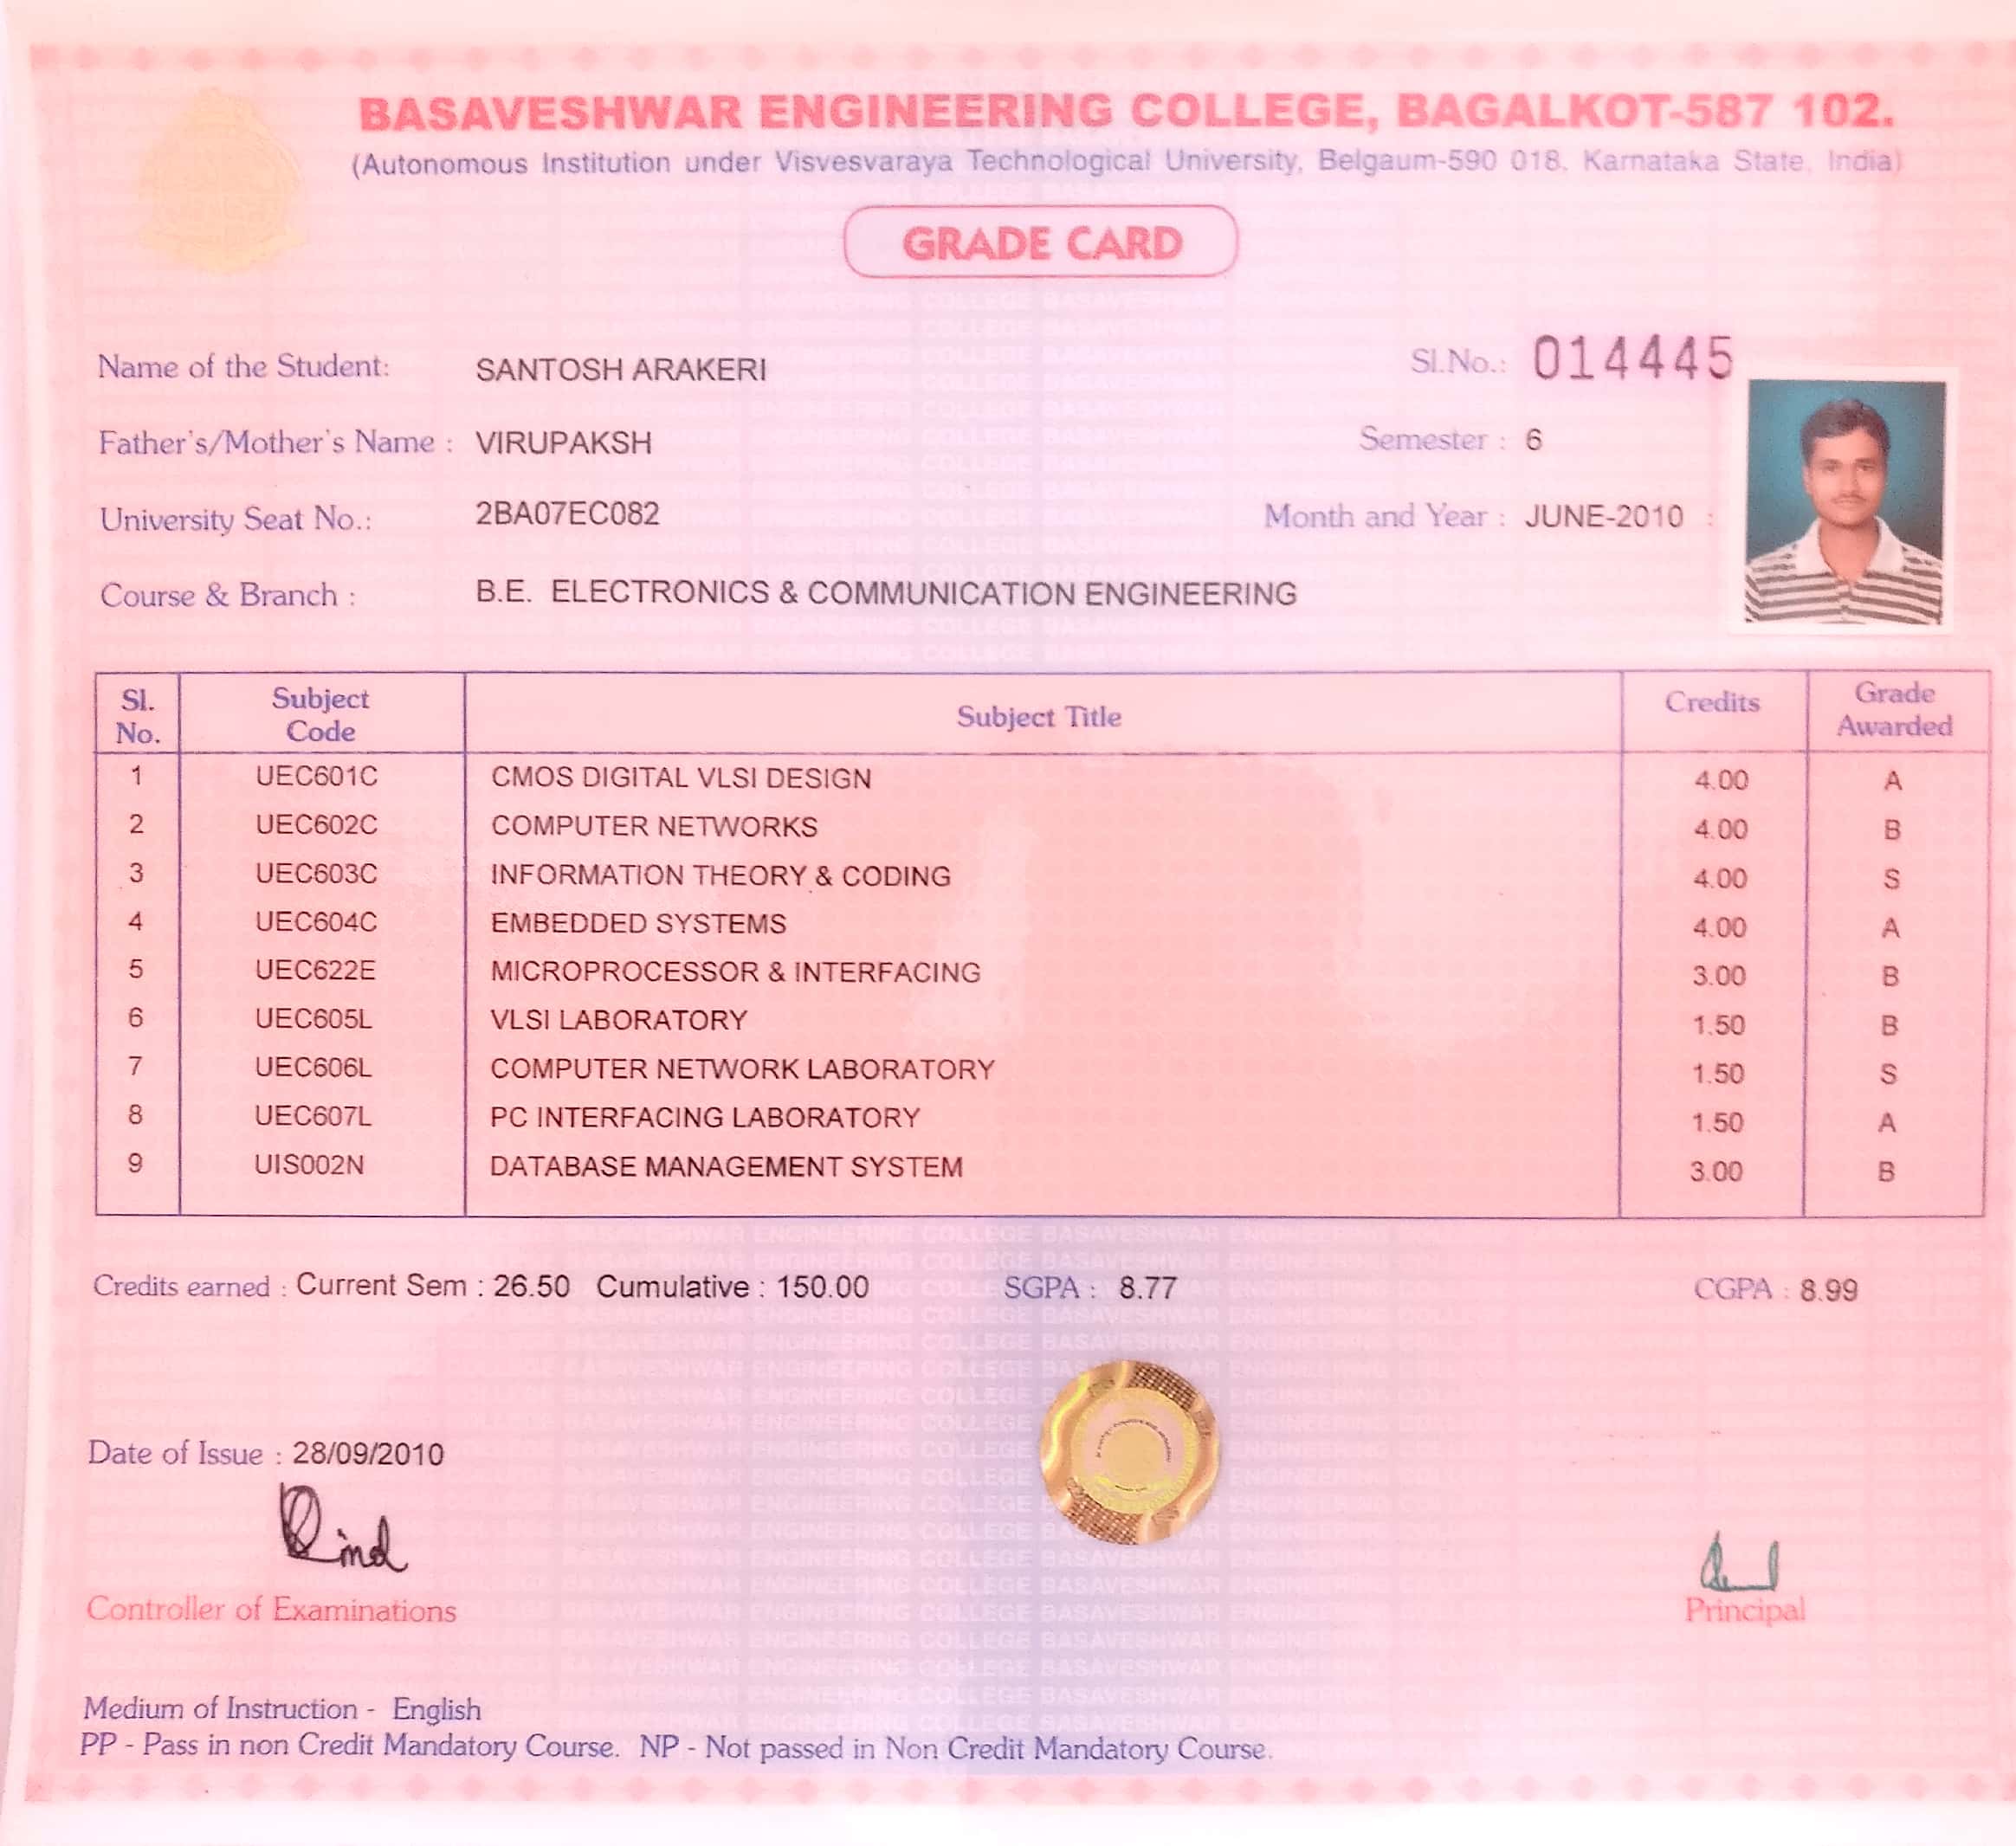 BASAVESHWAR ENGINEERING COLLEGE, BAGALKOT-587 102.
(Autonomous Institution under Visvesvaraya Technological University, Belgaum-590 018. Karnataka State, India)
GRADE CARD
Name of the Student: SANTOSH ARAKERI Sl.No.: 014445
Father's/Mother's Name : VIRUPAKSH Semester : 6
University Seat No.: 2BA07EC082 Month and Year : JUNE-2010 :
Course & Branch : B.E. ELECTRONICS & COMMUNICATION ENGINEERING
Sl. No. Subject Code Subject Title Credits Grade Awarded
1 UEC601C CMOS DIGITAL VLSI DESIGN 4.00 A
2 UEC602C COMPUTER NETWORKS 4.00 B
3 UEC603C INFORMATION THEORY & CODING 4.00 S
4 UEC604C EMBEDDED SYSTEMS 4.00 A
5 UEC622E MICROPROCESSOR & INTERFACING 3.00 B
6 UEC605L VLSI LABORATORY 1.50 B
7 UEC606L COMPUTER NETWORK LABORATORY 1.50 S
8 UEC607L PC INTERFACING LABORATORY 1.50 A
9 UIS002N DATABASE MANAGEMENT SYSTEM 3.00 B
Credits earned : Current Sem : 26.50 Cumulative : 150.00 SGPA : 8.77 CGPA : 8.99
Date of Issue : 28/09/2010
Controller of Examinations Principal
Medium of Instruction - English
PP - Pass in non Credit Mandatory Course. NP - Not passed in Non Credit Mandatory Course.